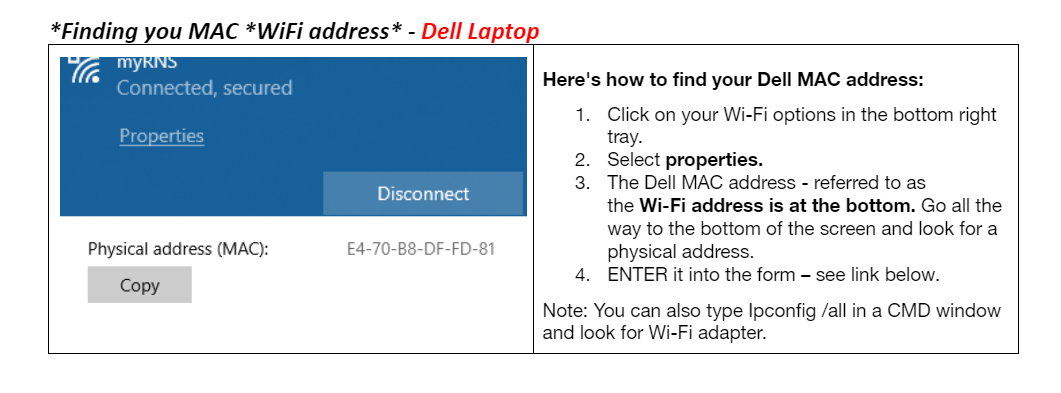 *Finding you MAC *WiFi address* - Dell Laptop
myRNS
Connected, secured
Properties
Disconnect
Physical address (MAC): E4-70-B8-DF-FD-81
Copy
Here's how to find your Dell MAC address:
1. Click on your Wi-Fi options in the bottom right
tray.
2. Select properties.
3. The Dell MAC address - referred to as
the Wi-Fi address is at the bottom. Go all the
way to the bottom of the screen and look for a
physical address.
4. ENTER it into the form – see link below.
Note: You can also type Ipconfig /all in a CMD window
and look for Wi-Fi adapter.